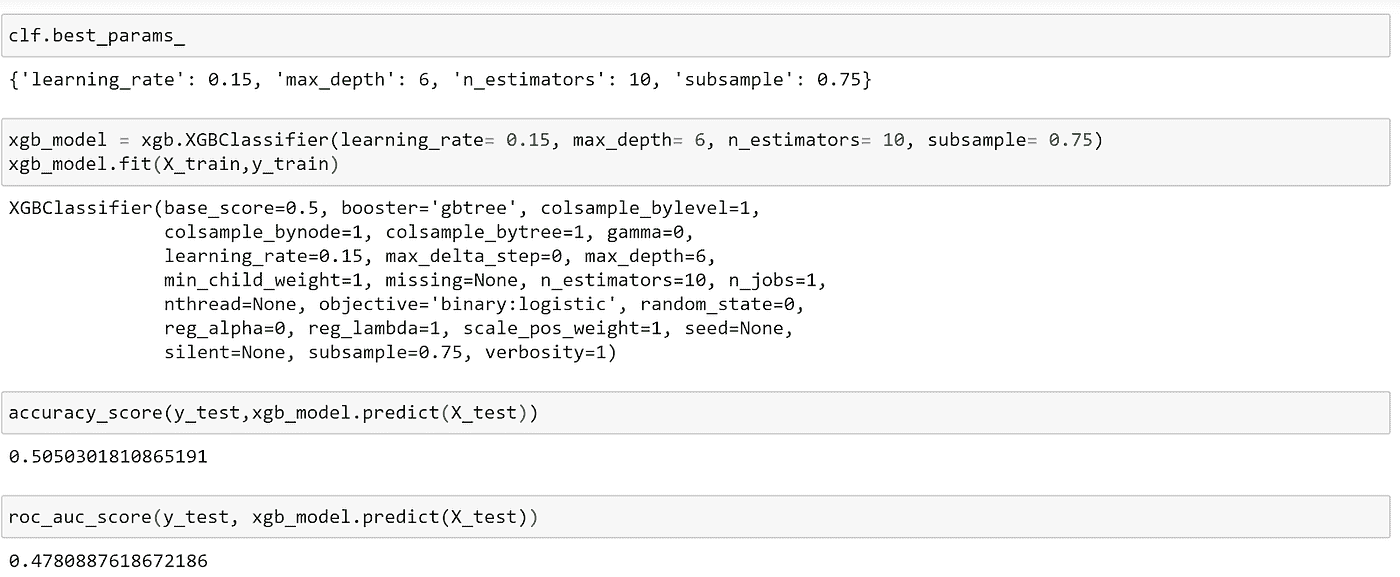 clf.best_params_
{'learning_rate': 0.15, 'max_depth': 6, 'n_estimators': 10, 'subsample': 0.75}
xgb_model = xgb.XGBClassifier(learning_rate= 0.15, max_depth= 6, n_estimators= 10, subsample= 0.75)
xgb_model.fit(X_train,y_train)
XGBClassifier(base_score=0.5, booster='gbtree', colsample_bylevel=1,
              colsample_bynode=1, colsample_bytree=1, gamma=0,
              learning_rate=0.15, max_delta_step=0, max_depth=6,
              min_child_weight=1, missing=None, n_estimators=10, n_jobs=1,
              nthread=None, objective='binary:logistic', random_state=0,
              reg_alpha=0, reg_lambda=1, scale_pos_weight=1, seed=None,
              silent=None, subsample=0.75, verbosity=1)
accuracy_score(y_test,xgb_model.predict(X_test))
0.5050301810865191
roc_auc_score(y_test, xgb_model.predict(X_test))
0.4780887618672186